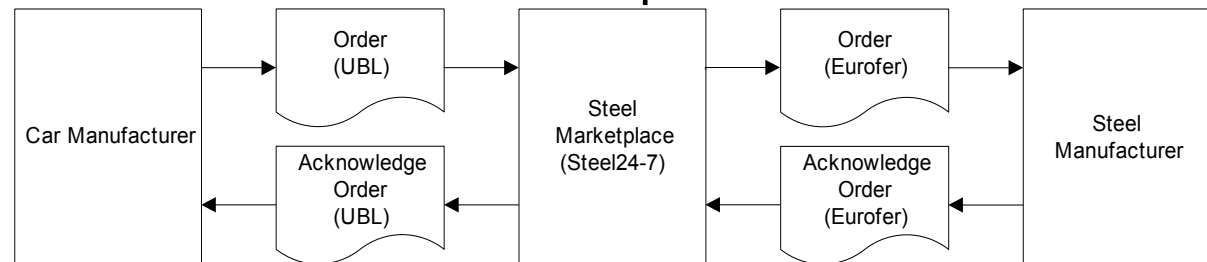 Car Manufacturer
Order
(UBL)
Acknowledge
Order
(UBL)
Steel
Marketplace
(Steel24-7)
Order
(Eurofer)
Acknowledge
Order
(Eurofer)
Steel
Manufacturer